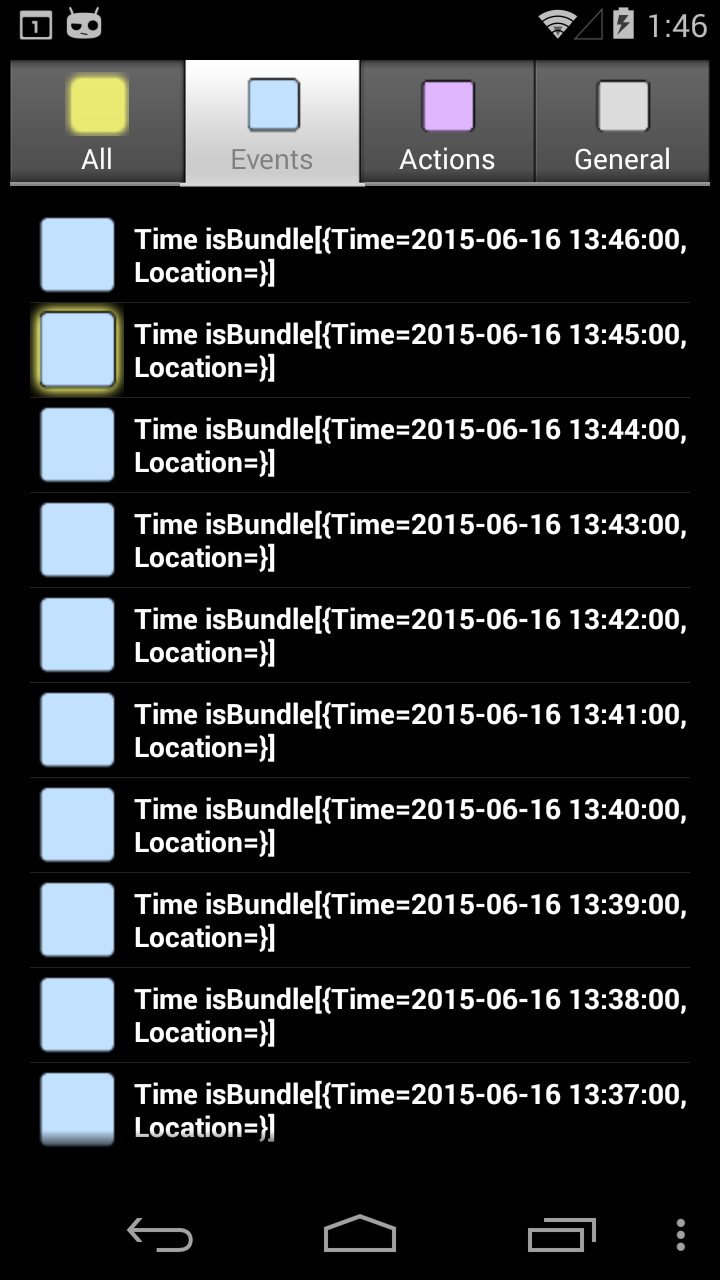 1
1:46
All
Events
Actions
General
Time isBundle[{Time=2015-06-16 13:46:00,
Location=}]
Time isBundle[{Time=2015-06-16 13:45:00,
Location=}]
Time isBundle[{Time=2015-06-16 13:44:00,
Location=}]
Time isBundle[{Time=2015-06-16 13:43:00,
Location=}]
Time isBundle[{Time=2015-06-16 13:42:00,
Location=}]
Time isBundle[{Time=2015-06-16 13:41:00,
Location=}]
Time isBundle[{Time=2015-06-16 13:40:00,
Location=}]
Time isBundle[{Time=2015-06-16 13:39:00,
Location=}]
Time isBundle[{Time=2015-06-16 13:38:00,
Location=}]
Time isBundle[{Time=2015-06-16 13:37:00,
Location=}]